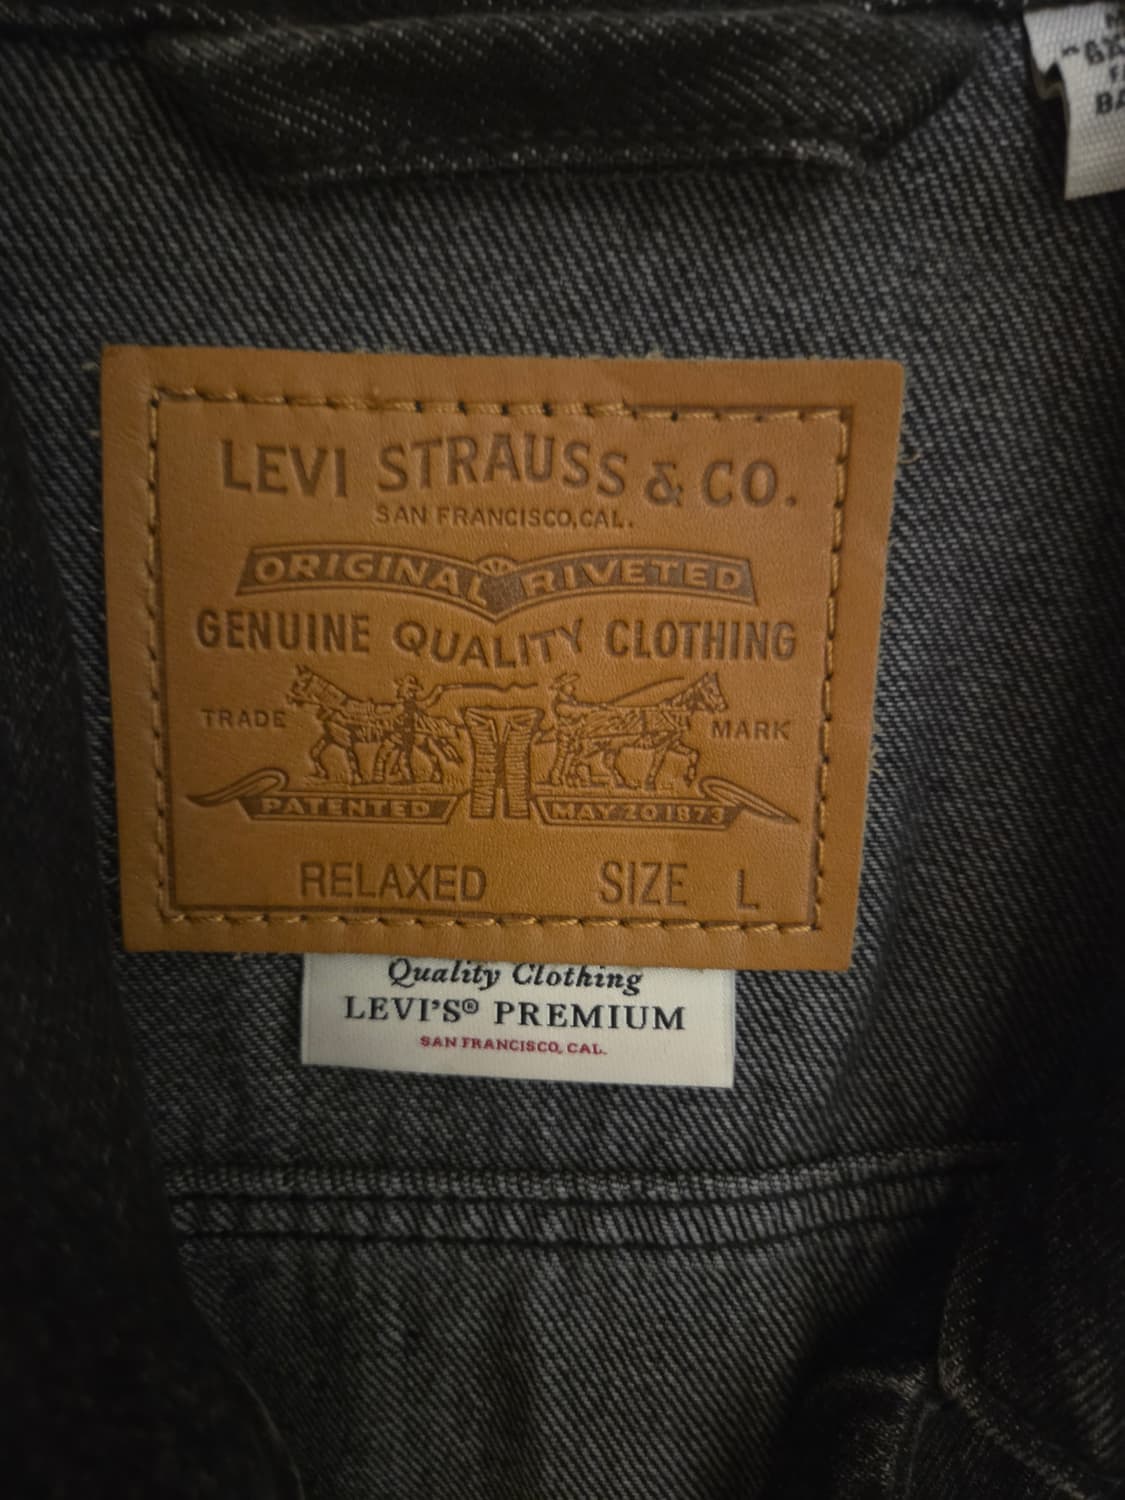 LEVI STRAUSS & CO.
SAN FRANCISCO, CAL.
ORIGINAL RIVETED
GENUINE QUALITY CLOTHING
TRADE MARK
PATENTED MAY 20 1873
RELAXED SIZE L
Quality Clothing
LEVI'S® PREMIUM
SAN FRANCISCO, CAL.